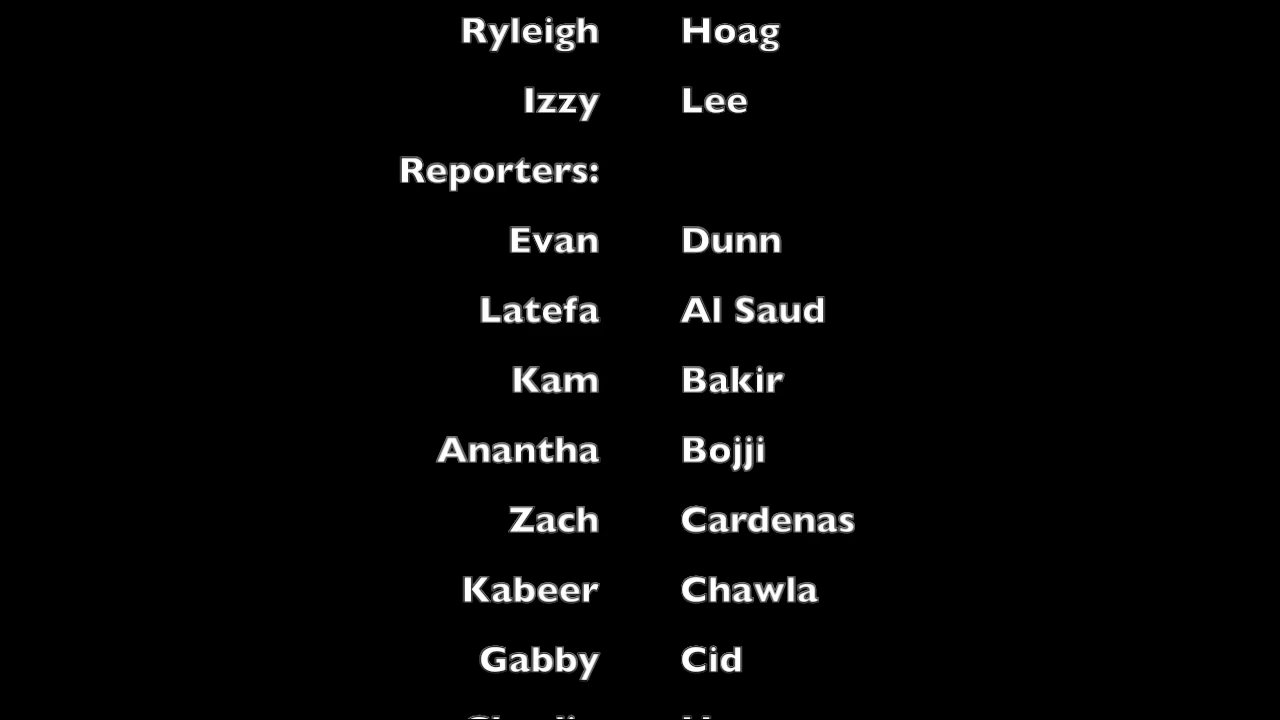 Ryleigh Hoag
Izzy Lee
Reporters:
Evan Dunn
Latefa Al Saud
Kam Bakir
Anantha Bojji
Zach Cardenas
Kabeer Chawla
Gabby Cid